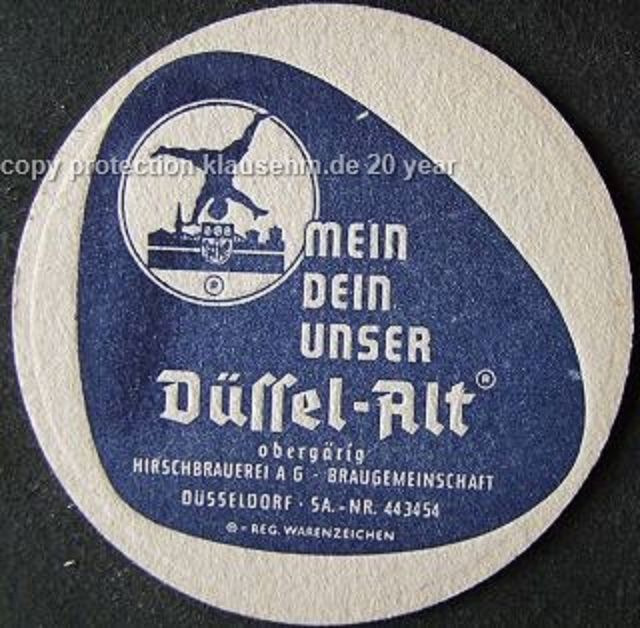 copy protection klausehm.de 20 year
®
MEIN
DEIN
UNSER
Düssel-Alt®
obergärig
HIRSCHBRAUEREI A G - BRAUGEMEINSCHAFT
DÜSSELDORF · SA.-NR. 443454
®-REG. WARENZEICHEN